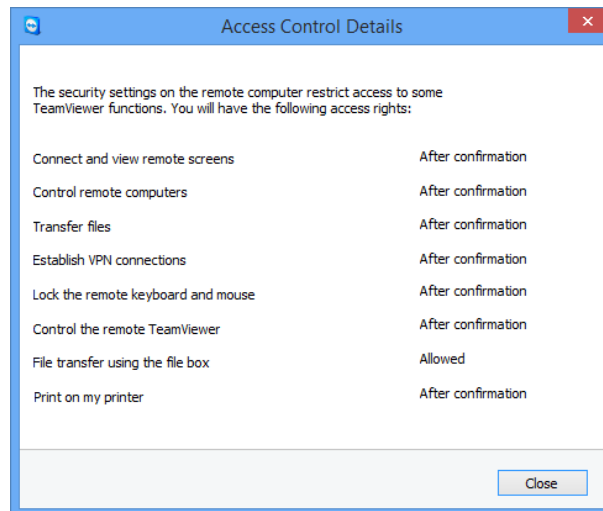 Access Control Details
The security settings on the remote computer restrict access to some
TeamViewer functions. You will have the following access rights:
Connect and view remote screens After confirmation
Control remote computers After confirmation
Transfer files After confirmation
Establish VPN connections After confirmation
Lock the remote keyboard and mouse After confirmation
Control the remote TeamViewer After confirmation
File transfer using the file box Allowed
Print on my printer After confirmation
Close